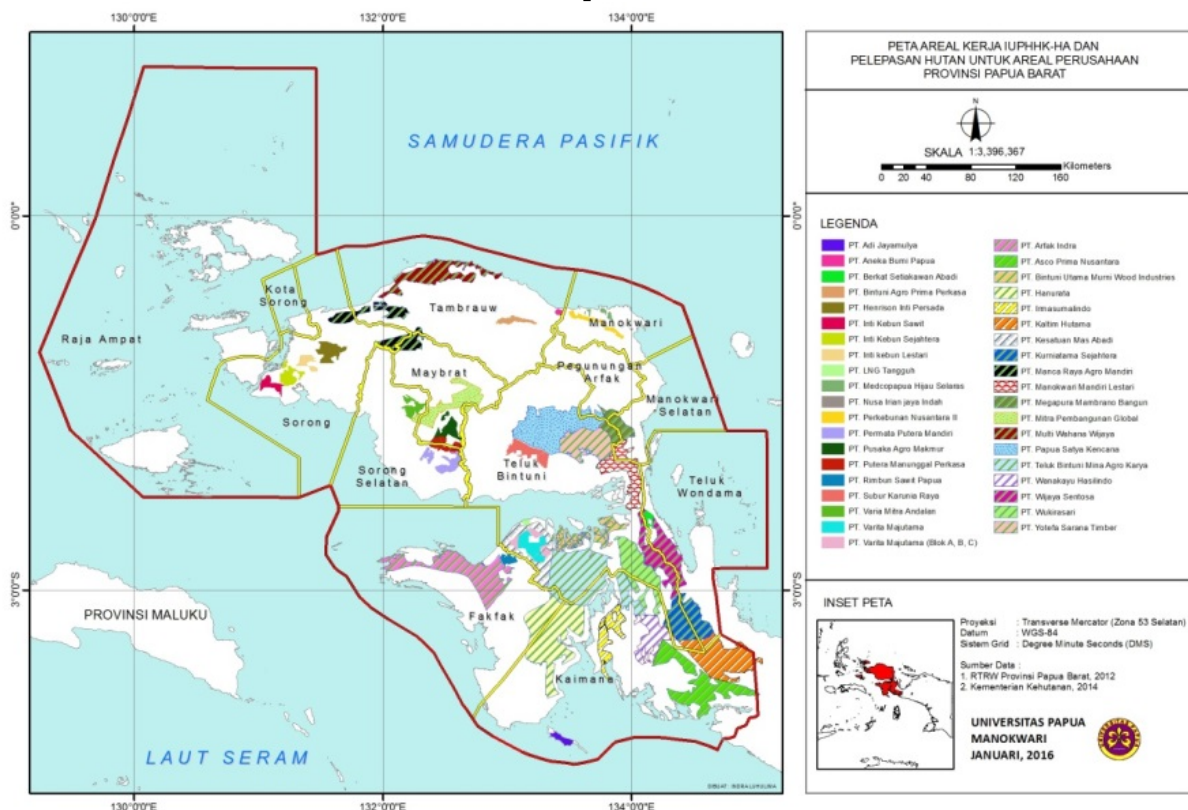 130°0'0"E
132°0'0"E
134°0'0"E
0°0'0"
0°0'0"
3°0'0"S
3°0'0"S
130°0'0"E
132°0'0"E
134°0'0"E
SAMUDERA PASIFIK
Raja Ampat
Kota
Sorong
Tambrauw
Manokwari
Maybrat
Pegunungan
Arfak
Manokwari
Selatan
Sorong
Sorong
Selatan
Teluk
Bintuni
Teluk
Wondama
Fakfak
Kaimana
PROVINSI MALUKU
LAUT SERAM
PETA AREAL KERJA IUPHHK-HA DAN
PELEPASAN HUTAN UNTUK AREAL PERUSAHAAN
PROVINSI PAPUA BARAT
N
SKALA 1:3,396,367
Kilometers
0 20 40 80 120 160
LEGENDA
PT. Adi Jayamulya
PT. Aneka Bumi Papua
PT. Berkat Setiakawan Abadi
PT. Bintuni Agro Prima Perkasa
PT. Henrison Inti Persada
PT. Inti Kebun Sawit
PT. Inti Kebun Sejahtera
PT. Inti kebun Lestari
PT. LNG Tangguh
PT. Medcopapua Hijau Selaras
PT. Nusa Irian jaya Indah
PT. Perkebunan Nusantara II
PT. Permata Putera Mandiri
PT. Pusaka Agro Makmur
PT. Putera Manunggal Perkasa
PT. Rimbun Sawit Papua
PT. Subur Karunia Raya
PT. Varia Mitra Andalan
PT. Varita Majutama
PT. Varita Majutama (Blok A, B, C)
PT. Arfak Indra
PT. Asco Prima Nusantara
PT. Bintuni Utama Murni Wood Industries
PT. Hanurata
PT. Irmasumalindo
PT. Kaltim Hutama
PT. Kesatuan Mas Abadi
PT. Kurniatama Sejahtera
PT. Manca Raya Agro Mandiri
PT. Manokwari Mandiri Lestari
PT. Megapura Mambrano Bangun
PT. Mitra Pembangunan Global
PT. Multi Wahana Wijaya
PT. Papua Satya Kencana
PT. Teluk Bintuni Mina Agro Karya
PT. Wanakayu Hasilindo
PT. Wijaya Sentosa
PT. Wukirasari
PT. Yotefa Sarana Timber
INSET PETA
Proyeksi : Transverse Mercator (Zona 53 Selatan)
Datum : WGS-84
Sistem Grid : Degree Minute Seconds (DMS)
Sumber Data :
1. RTRW Provinsi Papua Barat, 2012
2. Kementerian Kehutanan, 2014
UNIVERSITAS PAPUA
MANOKWARI
JANUARI, 2016